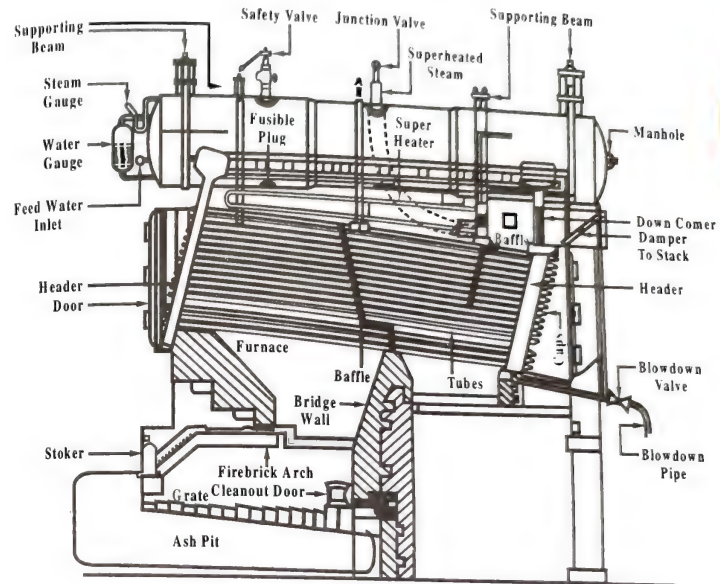 Safety Valve
Junction Valve
Supporting
Beam
Supporting
Beam
Superheated
Steam
Steam
Gauge
Fusible
Plug
Super
Heater
Water
Gauge
Manhole
Feed Water
Inlet
Down Comer
Baffle
Damper
To Stack
Header
Door
Header
Cups
Furnace
Baffle
Tubes
Blowdown
Valve
Bridge
Wall
Stoker
Firebrick Arch
Cleanout Door
Grate
Blowdown
Pipe
Ash Pit